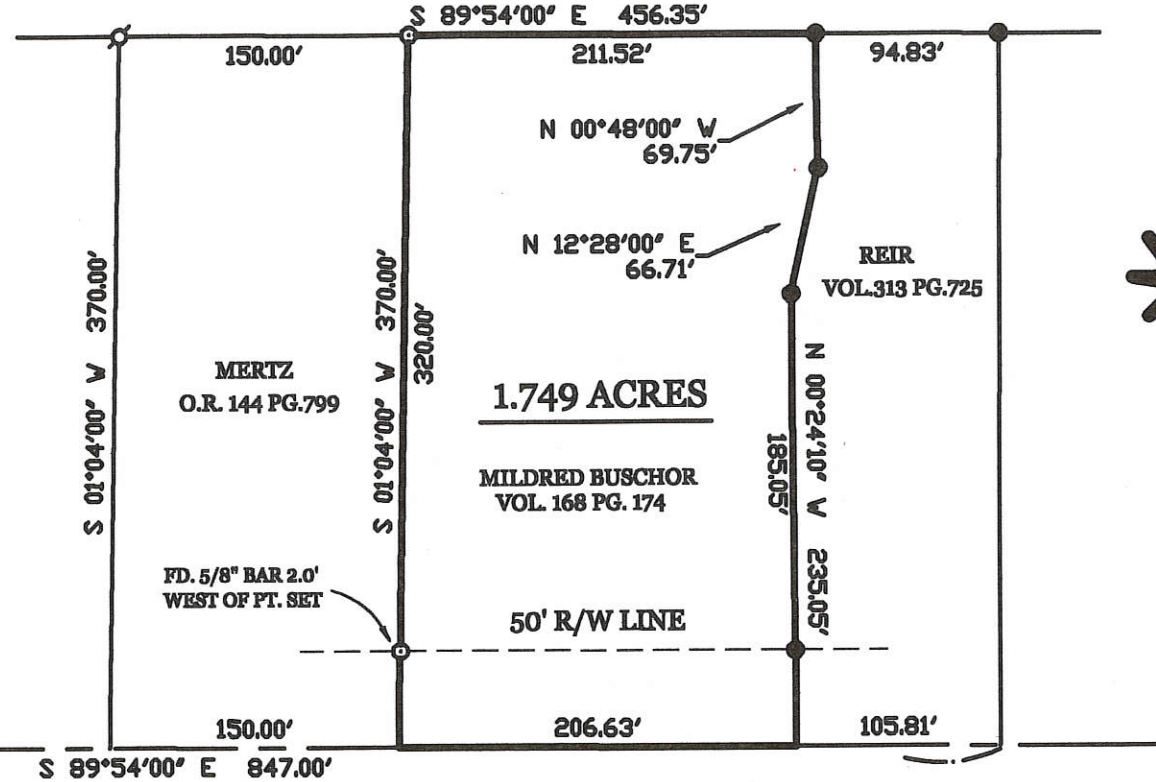 S 89°54'00" E 456.35'
150.00'
211.52'
94.83'
N 00°48'00" W
69.75'
N 12°28'00" E
66.71'
REIR
VOL.313 PG.725
S 01°04'00" W 370.00'
S 01°04'00" W 370.00'
320.00'
MERTZ
O.R. 144 PG.799
1.749 ACRES
MILDRED BUSCHOR
VOL. 168 PG. 174
185.05'
N 00°24'10" W 235.05'
FD. 5/8" BAR 2.0'
WEST OF PT. SET
50' R/W LINE
150.00'
206.63'
105.81'
S 89°54'00" E 847.00'